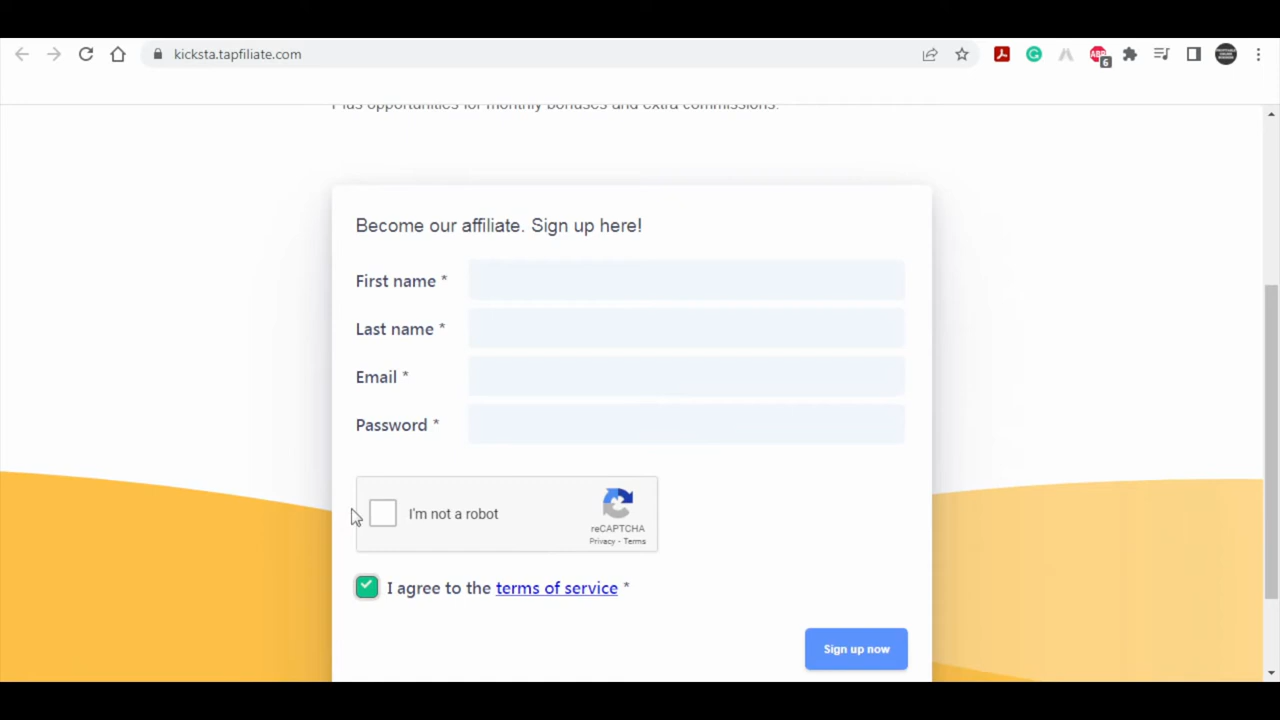 kicksta.tapfiliate.com
6
Plus opportunities for monthly bonuses and extra commissions.
Become our affiliate. Sign up here!
First name *
Last name *
Email *
Password *
I'm not a robot
reCAPTCHA
Privacy - Terms
I agree to the terms of service *
Sign up now